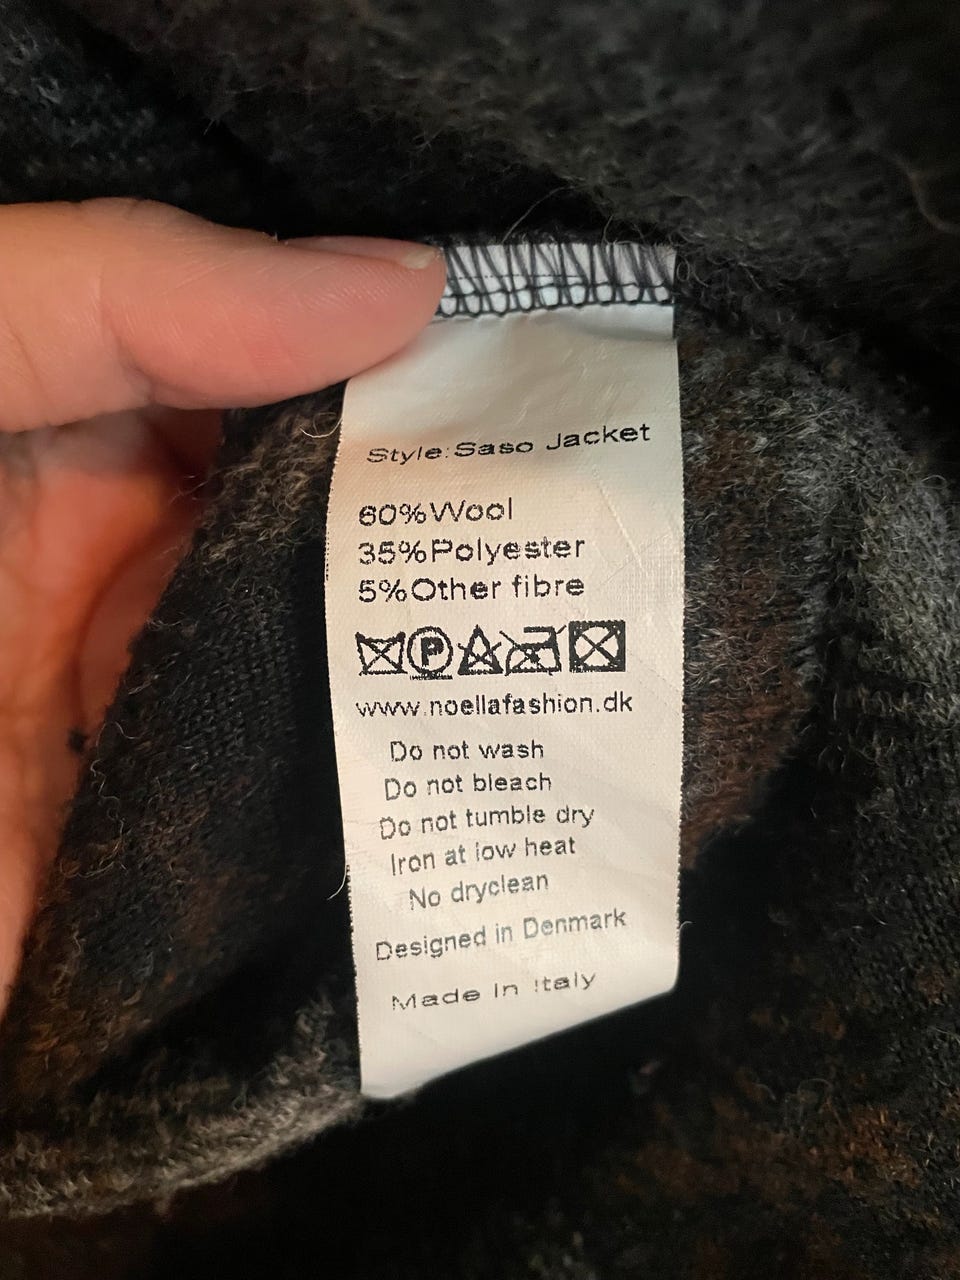 Style:Saso Jacket
60%Wool
35%Polyester
5%Other fibre
P
www.noellafashion.dk
Do not wash
Do not bleach
Do not tumble dry
Iron at low heat
No dryclean
Designed in Denmark
Made In Italy